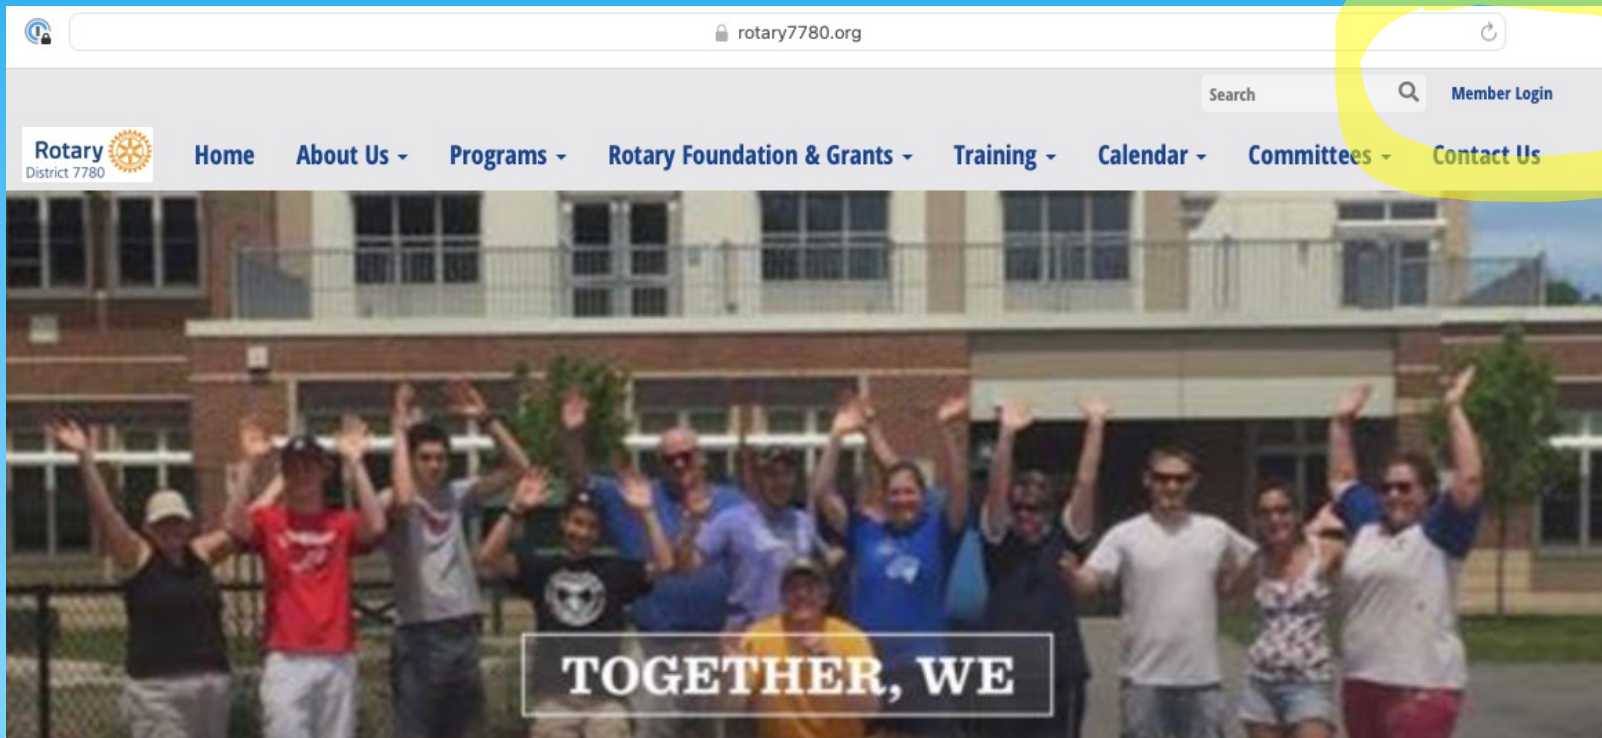 rotary7780.org
Search
Member Login
Rotary
District 7780
Home
About Us
Programs
Rotary Foundation & Grants
Training
Calendar
Committees
Contact Us
TOGETHER, WE